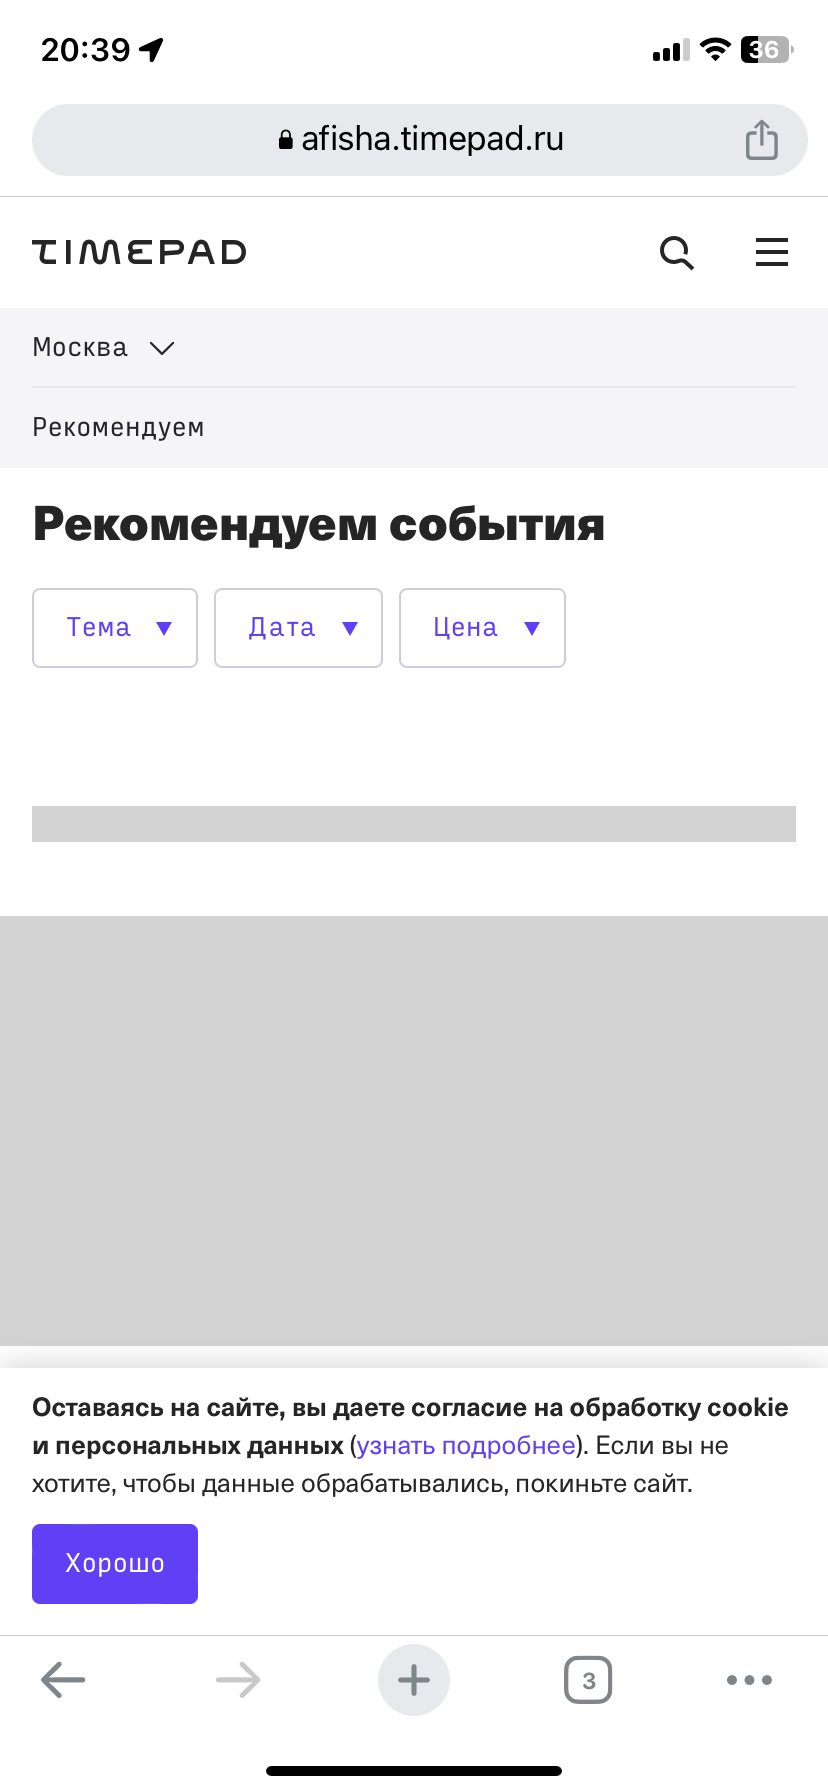 20:39
36
afisha.timepad.ru
TIMEPAD
Москва
Рекомендуем
Рекомендуем события
Тема
Дата
Цена
Оставаясь на сайте, вы даете согласие на обработку cookie
и персональных данных (узнать подробнее). Если вы не
хотите, чтобы данные обрабатывались, покиньте сайт.
Хорошо
3